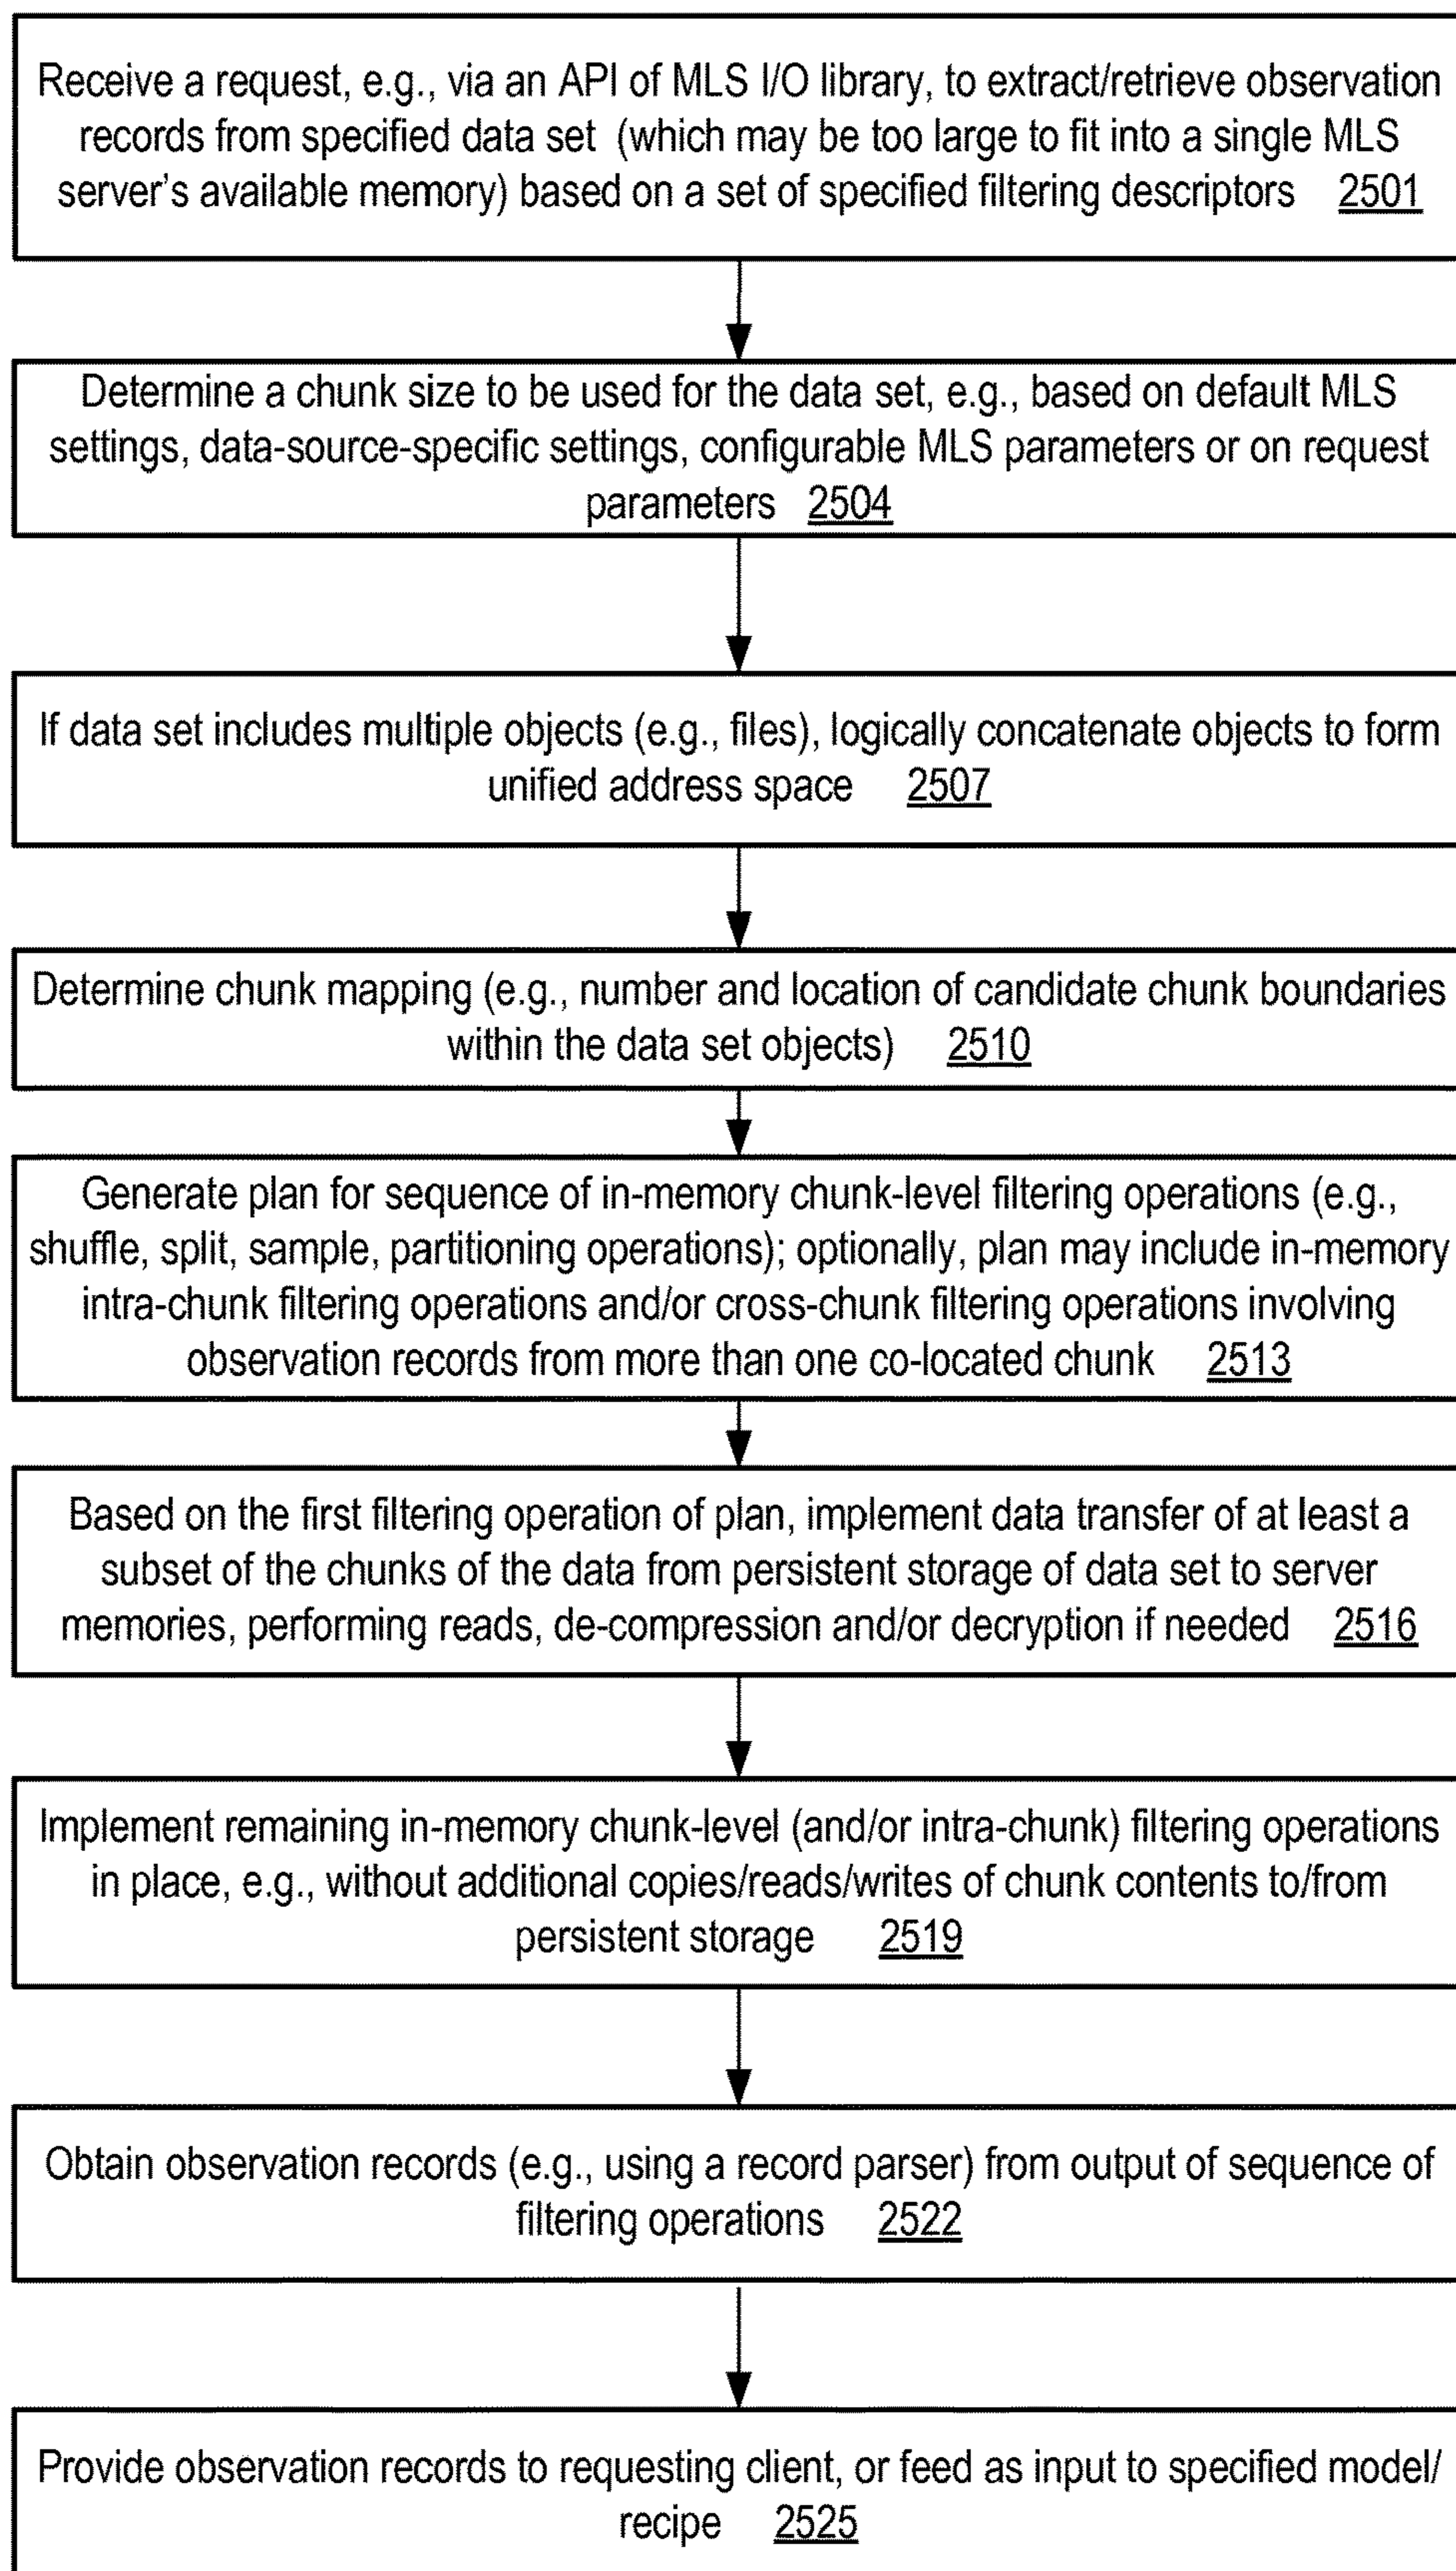 Receive a request, e.g., via an API of MLS I/O library, to extract/retrieve observation
records from specified data set (which may be too large to fit into a single MLS
server's available memory) based on a set of specified filtering descriptors 2501
Determine a chunk size to be used for the data set, e.g., based on default MLS
settings, data-source-specific settings, configurable MLS parameters or on request
parameters 2504
If data set includes multiple objects (e.g., files), logically concatenate objects to form
unified address space 2507
Determine chunk mapping (e.g., number and location of candidate chunk boundaries
within the data set objects) 2510
Generate plan for sequence of in-memory chunk-level filtering operations (e.g.,
shuffle, split, sample, partitioning operations); optionally, plan may include in-memory
intra-chunk filtering operations and/or cross-chunk filtering operations involving
observation records from more than one co-located chunk 2513
Based on the first filtering operation of plan, implement data transfer of at least a
subset of the chunks of the data from persistent storage of data set to server
memories, performing reads, de-compression and/or decryption if needed 2516
Implement remaining in-memory chunk-level (and/or intra-chunk) filtering operations
in place, e.g., without additional copies/reads/writes of chunk contents to/from
persistent storage 2519
Obtain observation records (e.g., using a record parser) from output of sequence of
filtering operations 2522
Provide observation records to requesting client, or feed as input to specified model/
recipe 2525